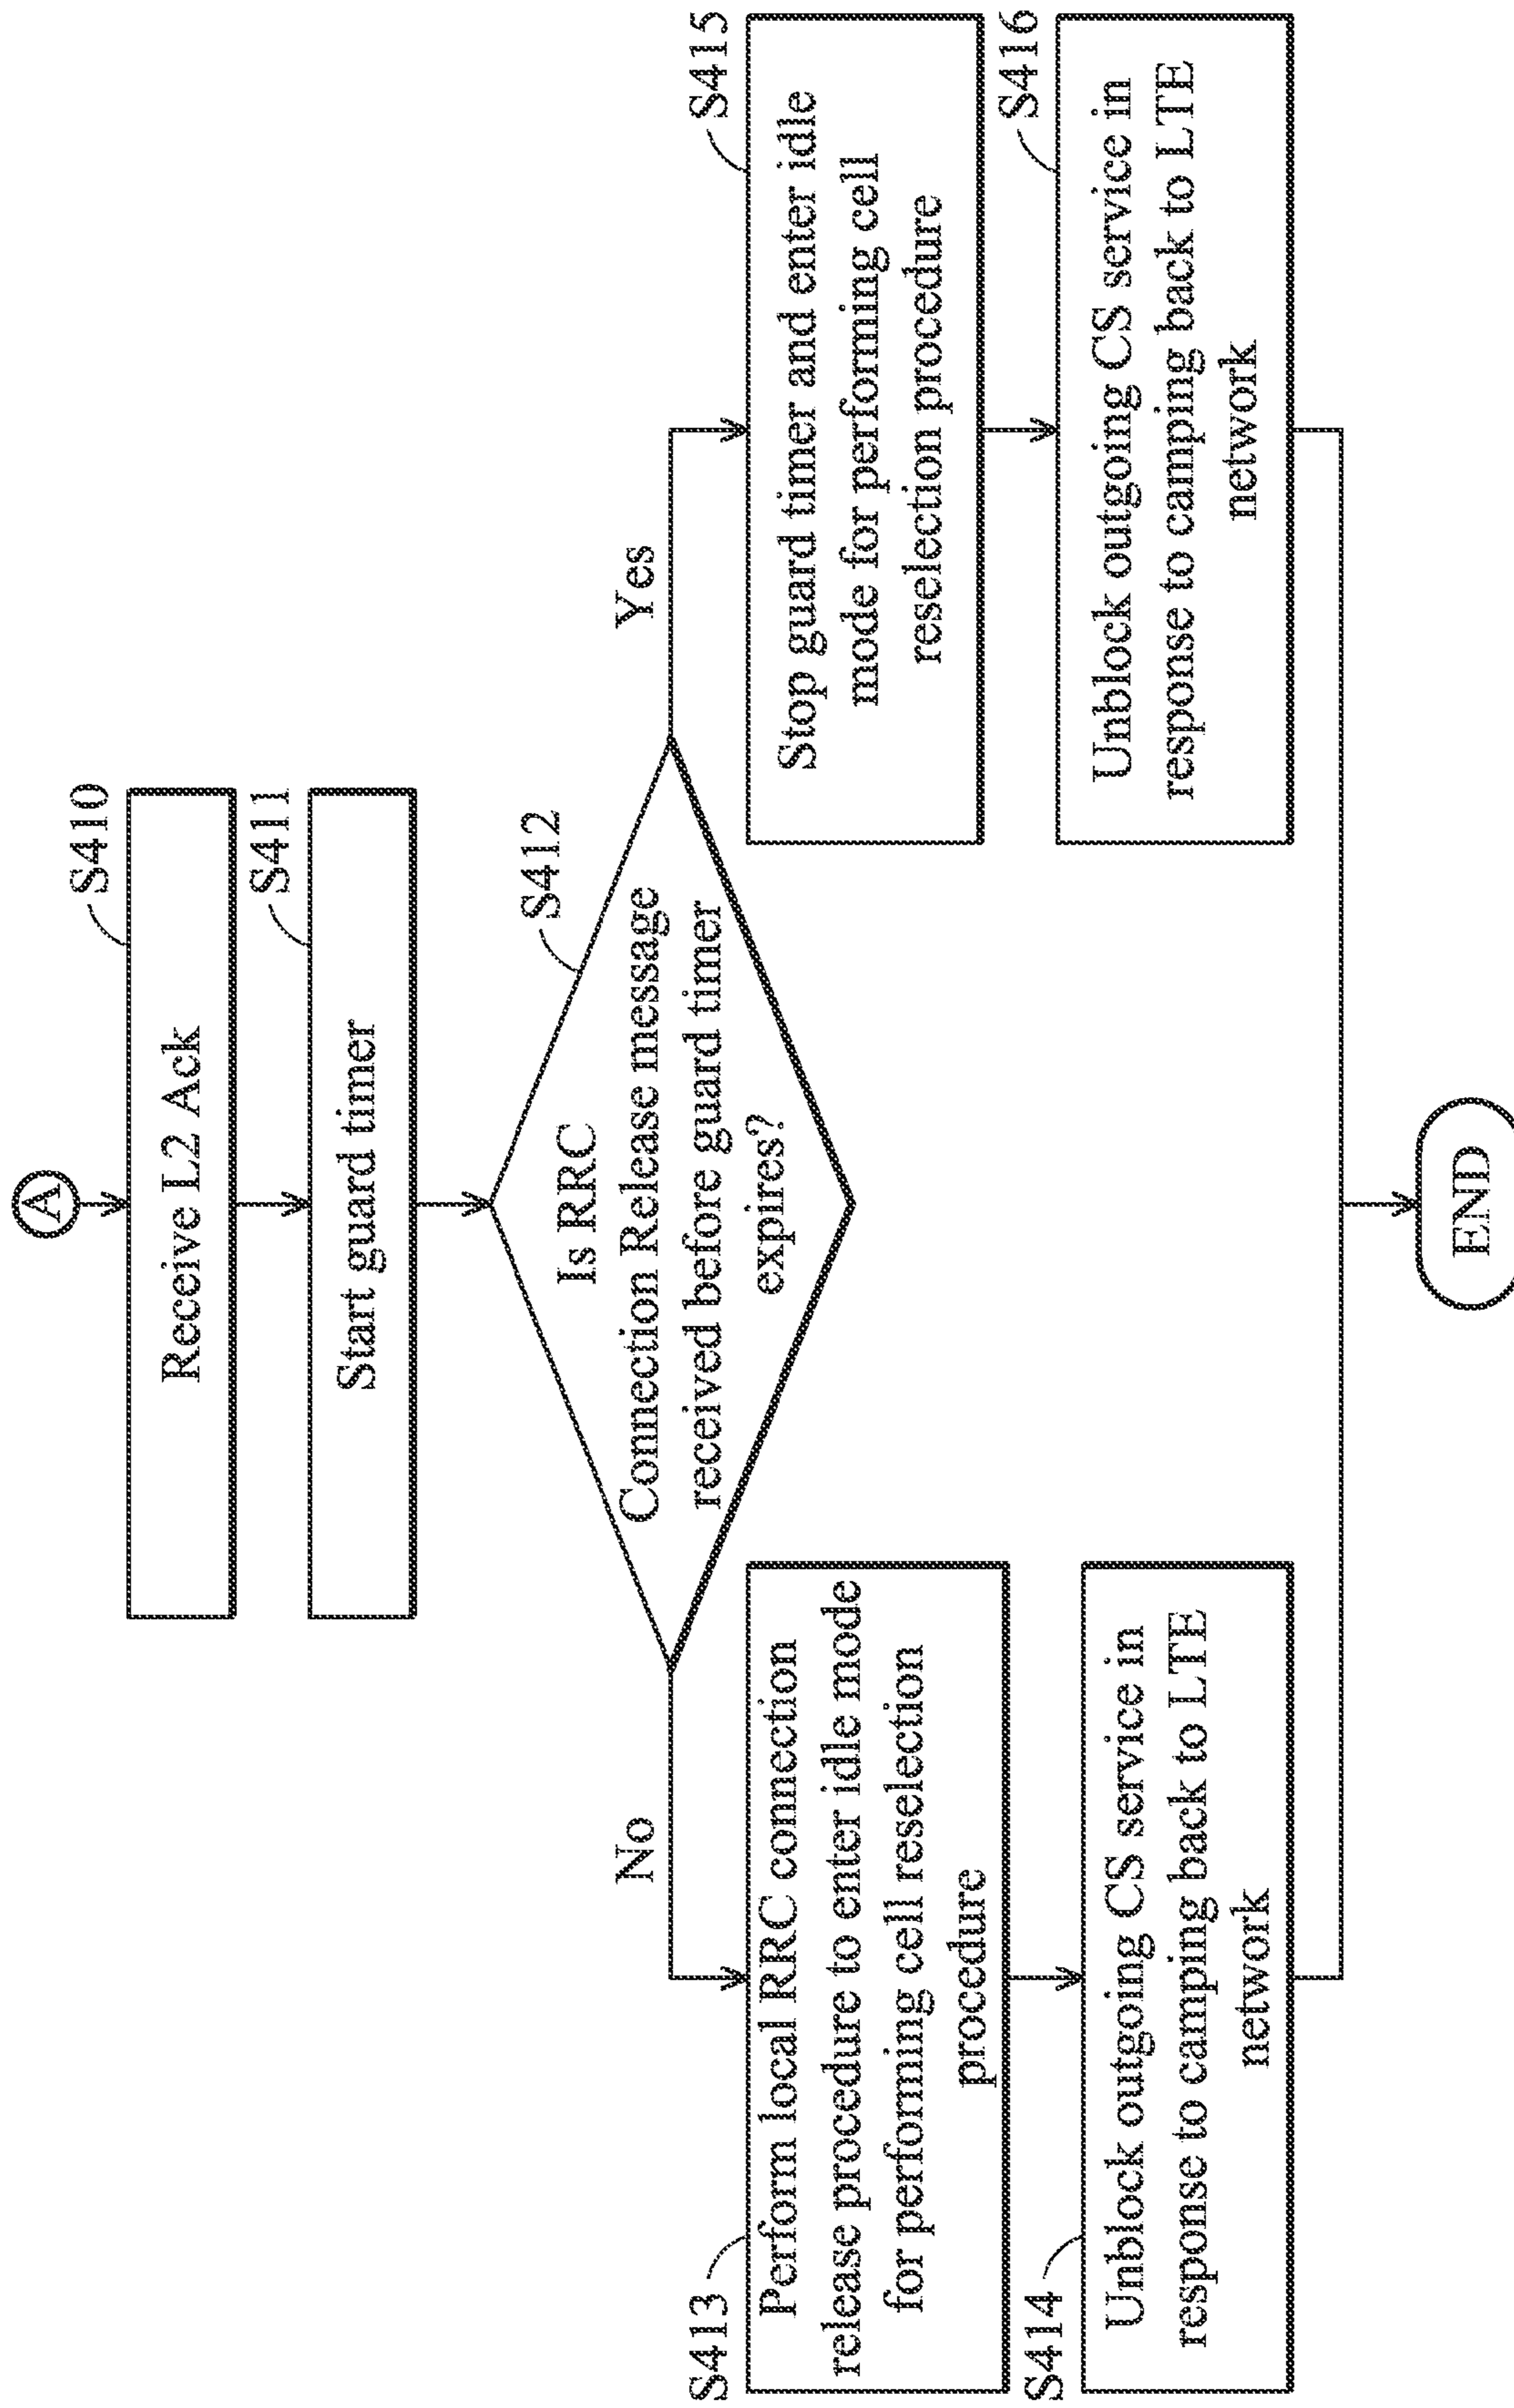 A
S410
Receive L2 Ack
S411
Start guard timer
S412
Is RRC
Connection Release message
received before guard timer
expires?
No
Yes
S413
Perform local RRC connection
release procedure to enter idle mode
for performing cell reselection
procedure
S414
Unblock outgoing CS service in
response to camping back to LTE
network
S415
Stop guard timer and enter idle
mode for performing cell
reselection procedure
S416
Unblock outgoing CS service in
response to camping back to LTE
network
END